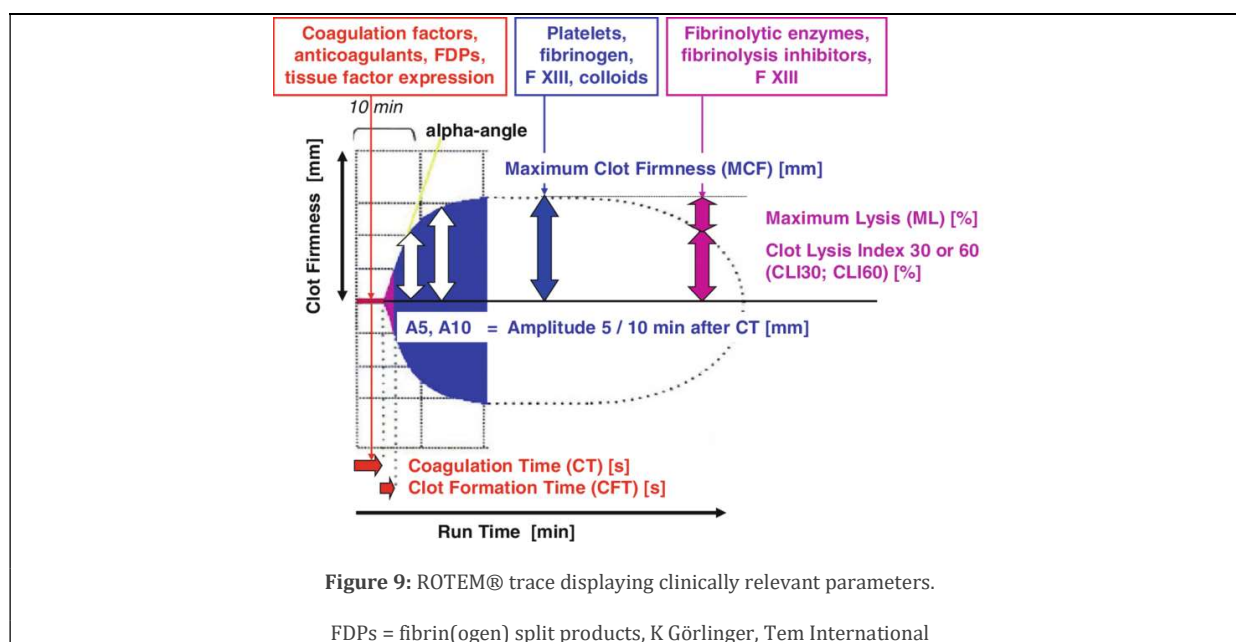 Coagulation factors,
anticoagulants, FDPs,
tissue factor expression
Platelets,
fibrinogen,
F XIII, colloids
Fibrinolytic enzymes,
fibrinolysis inhibitors,
F XIII
10 min
alpha-angle
Clot Firmness [mm]
Maximum Clot Firmness (MCF) [mm]
Maximum Lysis (ML) [%]
Clot Lysis Index 30 or 60
(CLI30; CLI60) [%]
A5, A10 = Amplitude 5 / 10 min after CT [mm]
Coagulation Time (CT) [s]
Clot Formation Time (CFT) [s]
Run Time [min]
Figure 9: ROTEM® trace displaying clinically relevant parameters.
FDPs = fibrin(ogen) split products, K Görlinger, Tem International